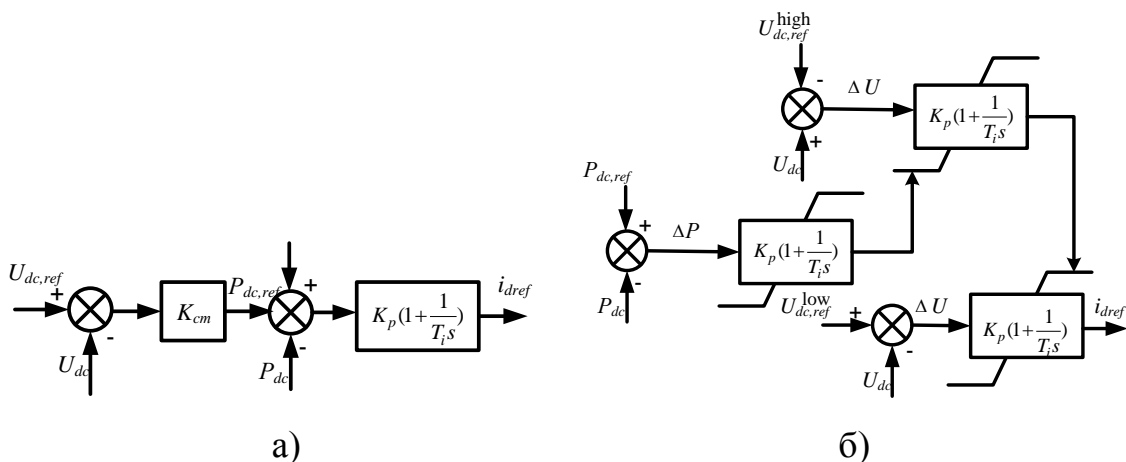 U_{dc,ref}
+
-
U_{dc}
K_{cm}
P_{dc,ref}
+
-
P_{dc}
K_p(1+\frac{1}{T_i s})
i_{dref}
а)
U_{dc,ref}^{high}
-
+
U_{dc}
ΔU
K_p(1+\frac{1}{T_i s})
P_{dc,ref}
+
-
P_{dc}
ΔP
K_p(1+\frac{1}{T_i s})
U_{dc,ref}^{low}
+
-
U_{dc}
ΔU
K_p(1+\frac{1}{T_i s})
i_{dref}
б)